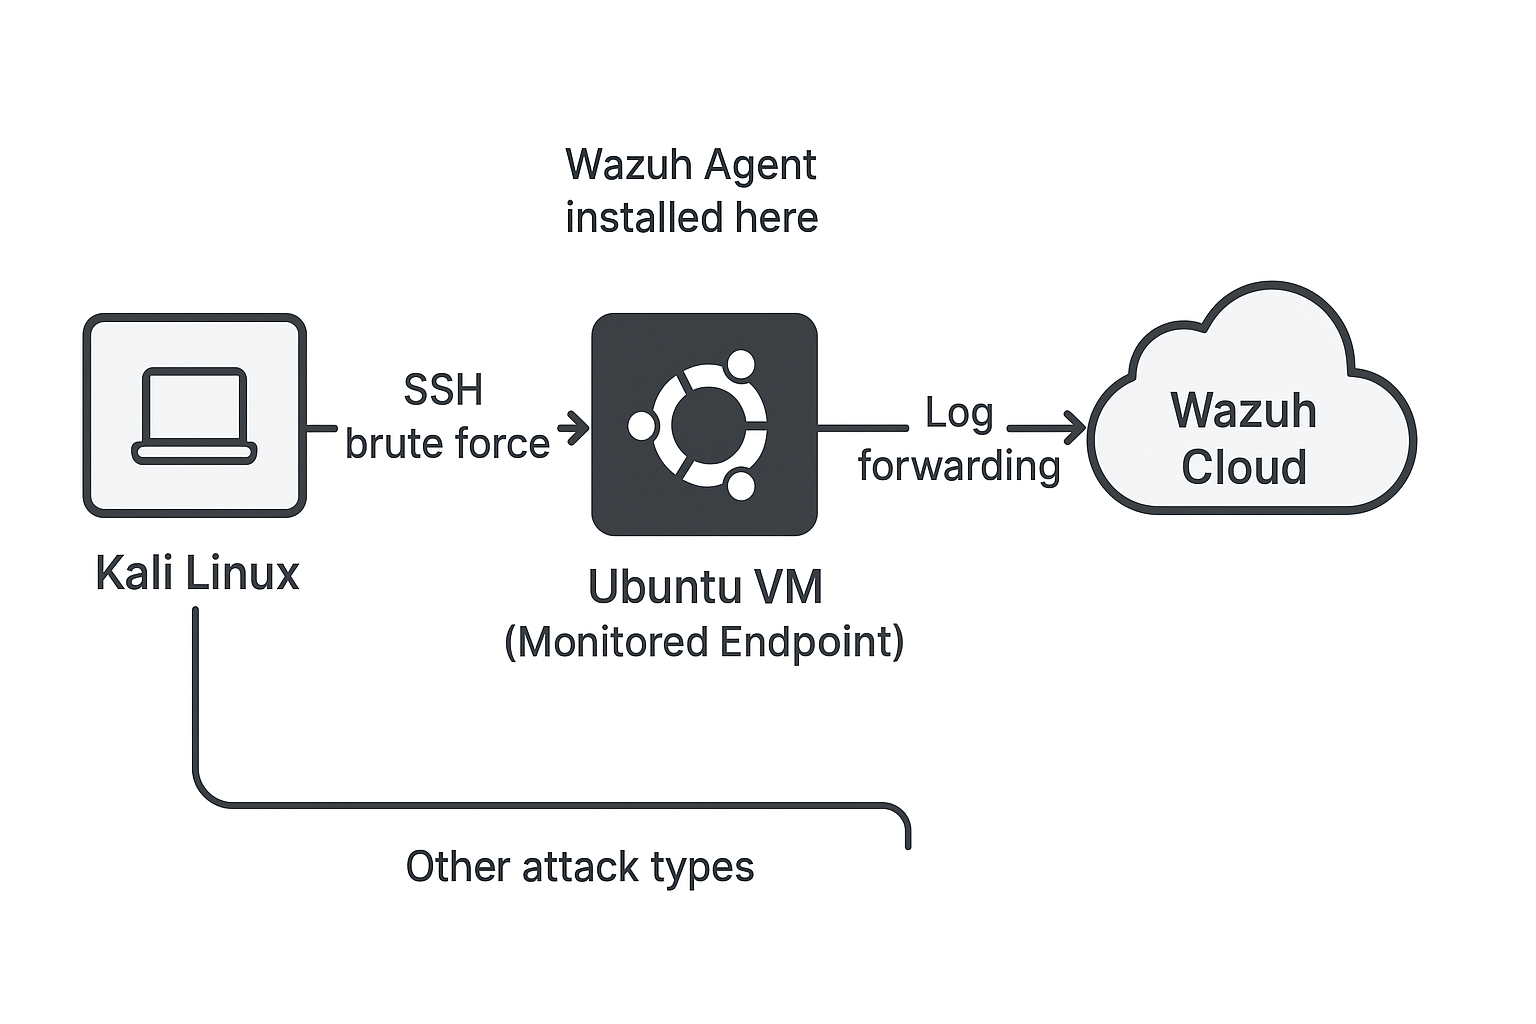 Wazuh Agent
installed here
SSH
brute force
Log
forwarding
Wazuh
Cloud
Kali Linux
Ubuntu VM
(Monitored Endpoint)
Other attack types